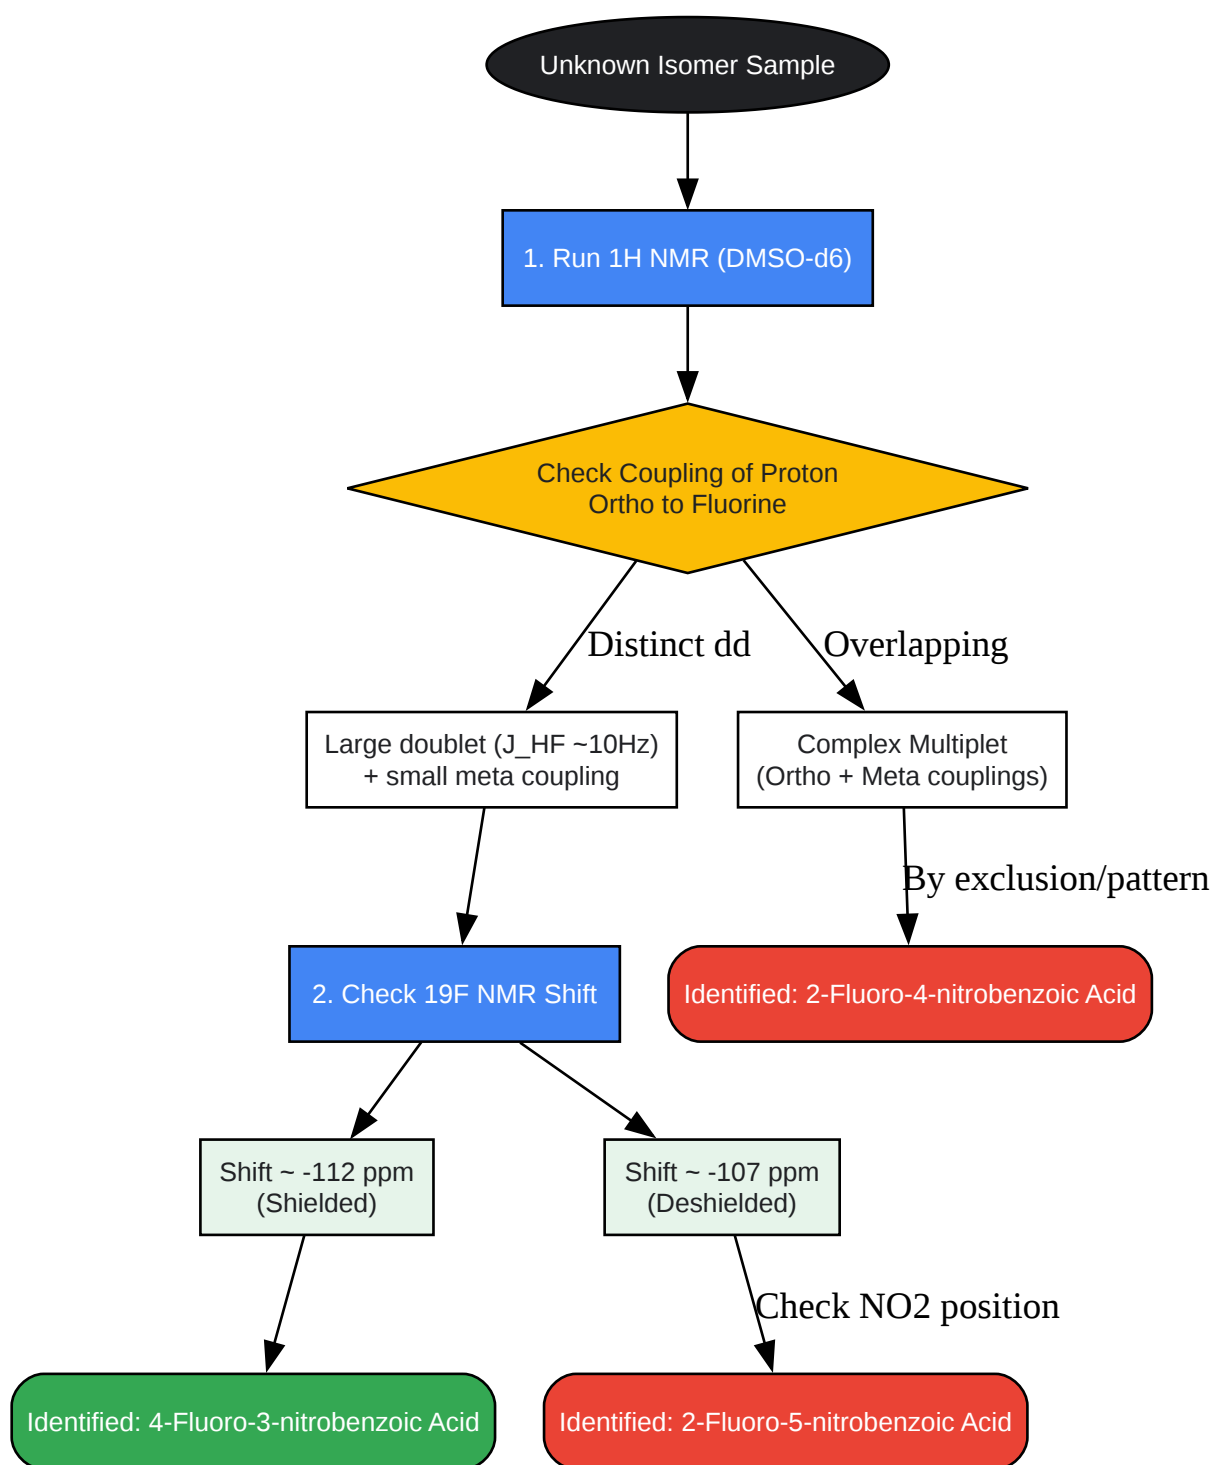 Unknown Isomer Sample
1. Run 1H NMR (DMSO-d6)
Check Coupling of Proton
Ortho to Fluorine
Distinct dd
Overlapping
Large doublet (J_HF ~10Hz)
+ small meta coupling
Complex Multiplet
(Ortho + Meta couplings)
By exclusion/pattern
2. Check 19F NMR Shift
Identified: 2-Fluoro-4-nitrobenzoic Acid
Shift ~ -112 ppm
(Shielded)
Shift ~ -107 ppm
(Deshielded)
Check NO2 position
Identified: 4-Fluoro-3-nitrobenzoic Acid
Identified: 2-Fluoro-5-nitrobenzoic Acid